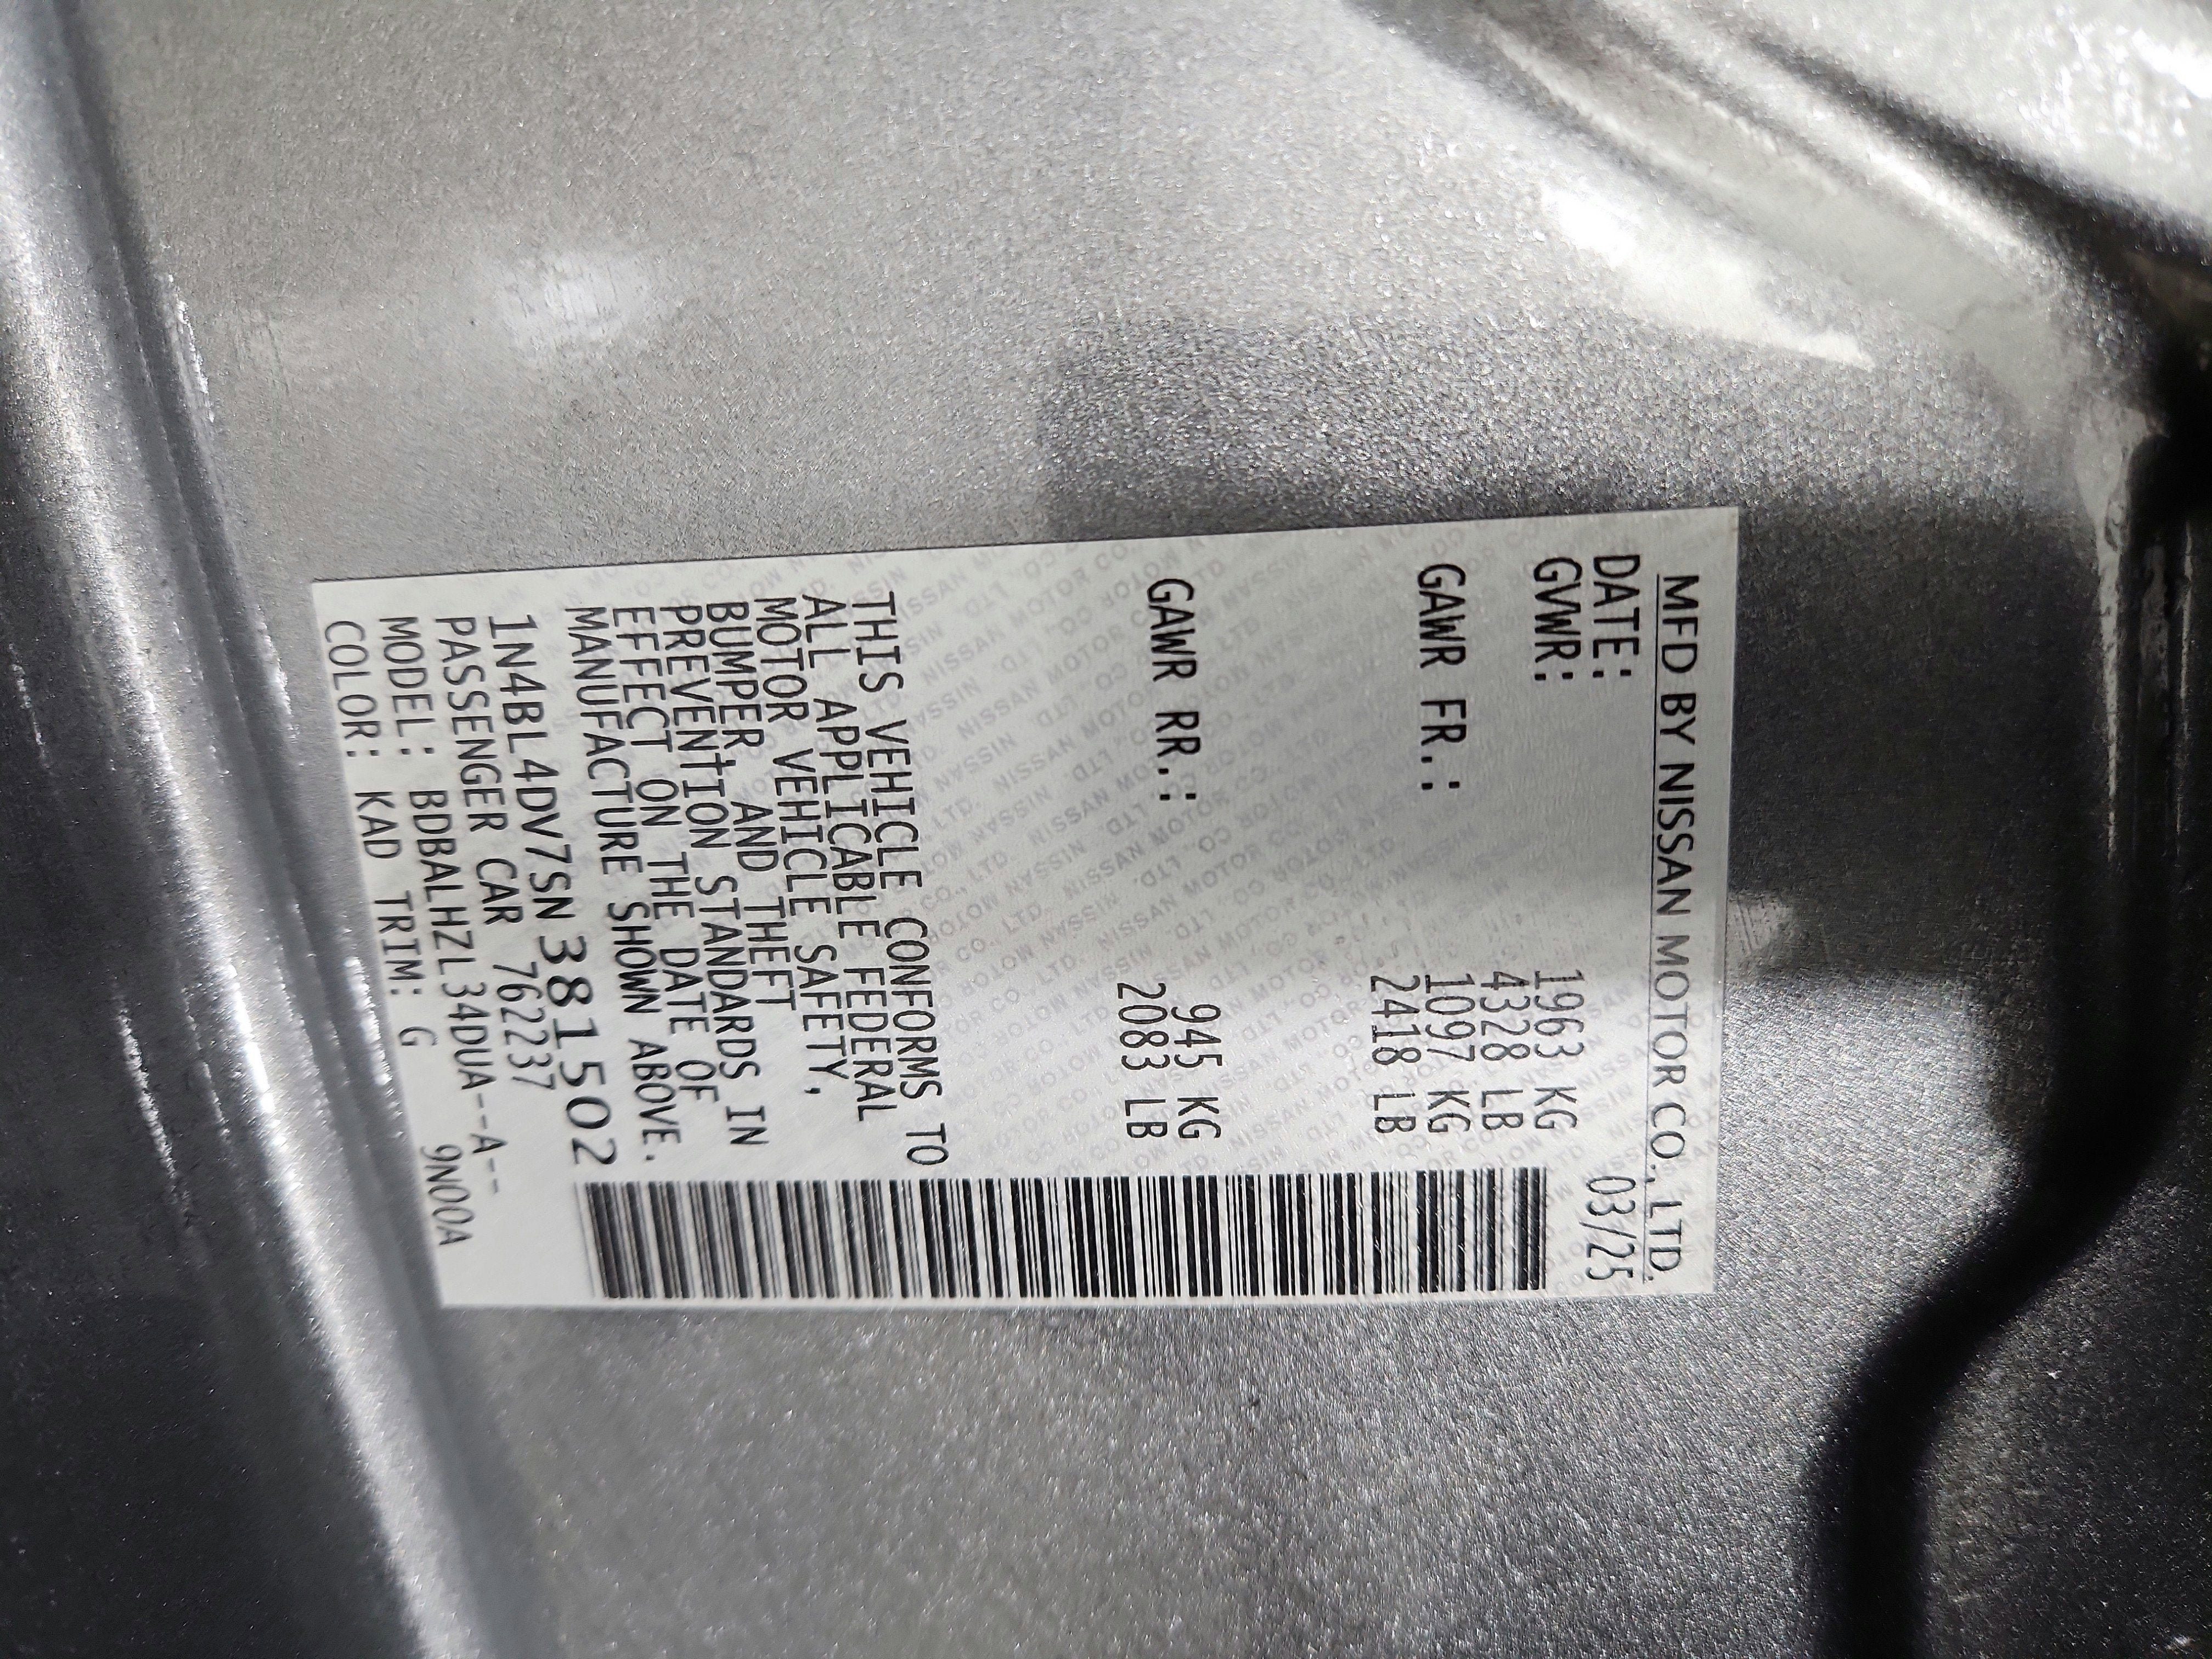 MFD BY NISSAN MOTOR CO., LTD.
DATE: 03/25
GVWR: 1963 KG
4328 LB
GAWR FR.: 1097 KG
2418 LB
GAWR RR.: 945 KG
2083 LB
THIS VEHICLE CONFORMS TO
ALL APPLICABLE FEDERAL
MOTOR VEHICLE SAFETY,
BUMPER, AND THEFT
PREVENTION STANDARDS IN
EFFECT ON THE DATE OF
MANUFACTURE SHOWN ABOVE.
1N4BL4DV7SN381502
PASSENGER CAR 762237
MODEL: BDBALHZL34DUA--A--
COLOR: KAD TRIM: G 9N00A